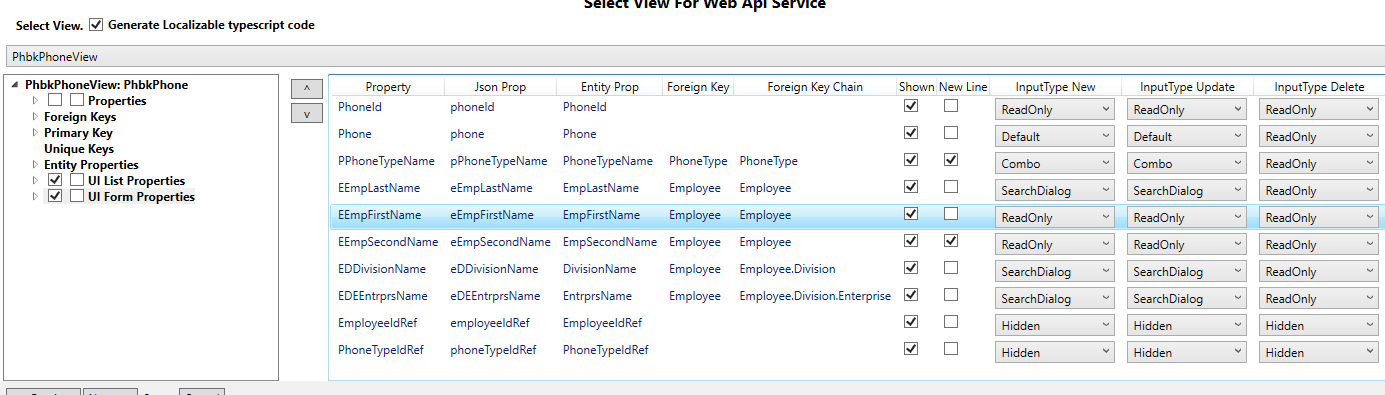 Select View For Web Api Service
Select View. Generate Localizable typescript code
PhbkPhoneView
PhbkPhoneView: PhbkPhone
Properties
Foreign Keys
Primary Key
Unique Keys
Entity Properties
UI List Properties
UI Form Properties
^
v
Property Json Prop Entity Prop Foreign Key Foreign Key Chain Shown New Line InputType New InputType Update InputType Delete
PhoneId phoneId PhoneId ReadOnly ReadOnly ReadOnly
Phone phone Phone Default Default ReadOnly
PPhoneTypeName pPhoneTypeName PhoneTypeName PhoneType PhoneType Combo Combo ReadOnly
EEmpLastName eEmpLastName EmpLastName Employee Employee SearchDialog SearchDialog ReadOnly
EEmpFirstName eEmpFirstName EmpFirstName Employee Employee ReadOnly ReadOnly ReadOnly
EEmpSecondName eEmpSecondName EmpSecondName Employee Employee ReadOnly ReadOnly ReadOnly
EDDivisionName eDDivisionName DivisionName Employee Employee.Division SearchDialog SearchDialog ReadOnly
EDEEntrprsName eDEEntrprsName EntrprsName Employee Employee.Division.Enterprise SearchDialog SearchDialog ReadOnly
EmployeeIdRef employeeIdRef EmployeeIdRef Hidden Hidden Hidden
PhoneTypeIdRef phoneTypeIdRef PhoneTypeIdRef Hidden Hidden Hidden